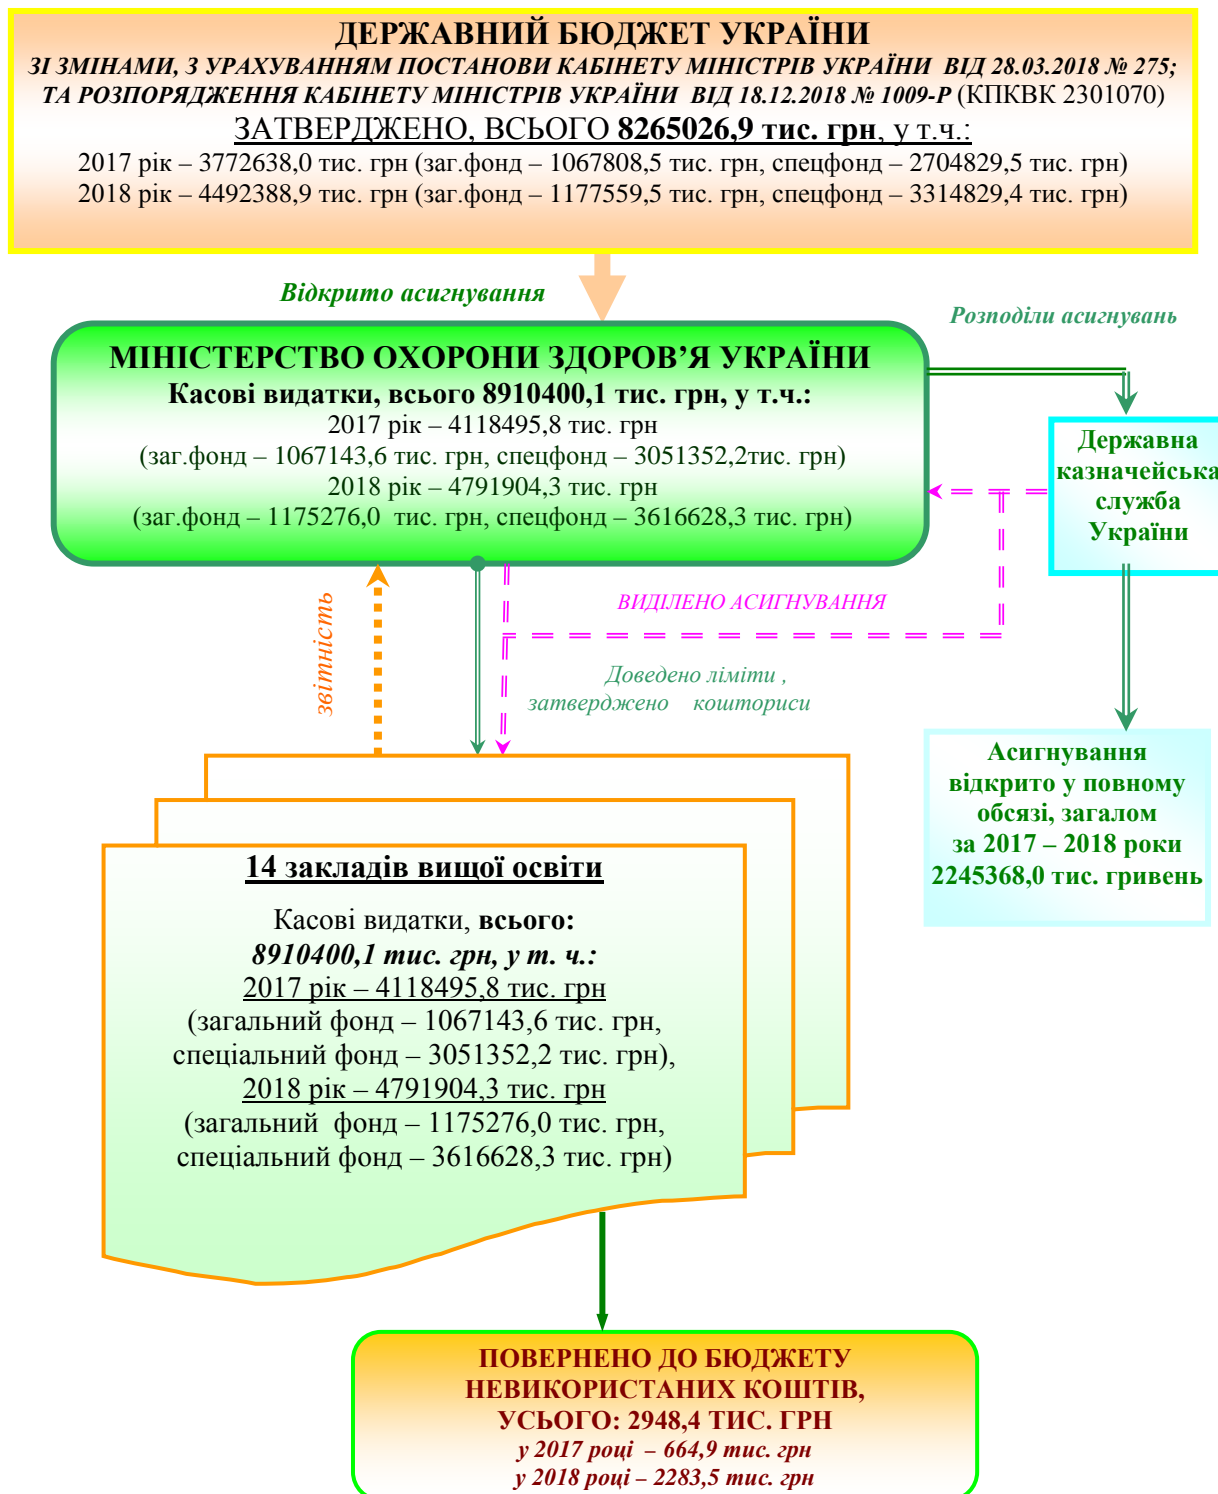 ДЕРЖАВНИЙ БЮДЖЕТ УКРАЇНИ
ЗІ ЗМІНАМИ, З УРАХУВАННЯМ ПОСТАНОВИ КАБІНЕТУ МІНІСТРІВ УКРАЇНИ ВІД 28.03.2018 № 275;
ТА РОЗПОРЯДЖЕННЯ КАБІНЕТУ МІНІСТРІВ УКРАЇНИ ВІД 18.12.2018 № 1009-Р (КПКВК 2301070)
ЗАТВЕРДЖЕНО, ВСЬОГО 8265026,9 тис. грн, у т.ч.:
2017 рік – 3772638,0 тис. грн (заг.фонд – 1067808,5 тис. грн, спецфонд – 2704829,5 тис. грн)
2018 рік – 4492388,9 тис. грн (заг.фонд – 1177559,5 тис. грн, спецфонд – 3314829,4 тис. грн)
Відкрито асигнування
Розподіли асигнувань
МІНІСТЕРСТВО ОХОРОНИ ЗДОРОВ’Я УКРАЇНИ
Касові видатки, всього 8910400,1 тис. грн, у т.ч.:
2017 рік – 4118495,8 тис. грн
(заг.фонд – 1067143,6 тис. грн, спецфонд – 3051352,2тис. грн)
2018 рік – 4791904,3 тис. грн
(заг.фонд – 1175276,0 тис. грн, спецфонд – 3616628,3 тис. грн)
Державна
казначейська
служба
України
звітність
ВИДІЛЕНО АСИГНУВАННЯ
Доведено ліміти ,
затверджено кошториси
Асигнування
відкрито у повному
обсязі, загалом
за 2017 – 2018 роки
2245368,0 тис. гривень
14 закладів вищої освіти
Касові видатки, всього:
8910400,1 тис. грн, у т. ч.:
2017 рік – 4118495,8 тис. грн
(загальний фонд – 1067143,6 тис. грн,
спеціальний фонд – 3051352,2 тис. грн),
2018 рік – 4791904,3 тис. грн
(загальний фонд – 1175276,0 тис. грн,
спеціальний фонд – 3616628,3 тис. грн)
ПОВЕРНЕНО ДО БЮДЖЕТУ
НЕВИКОРИСТАНИХ КОШТІВ,
УСЬОГО: 2948,4 ТИС. ГРН
у 2017 році – 664,9 тис. грн
у 2018 році – 2283,5 тис. грн